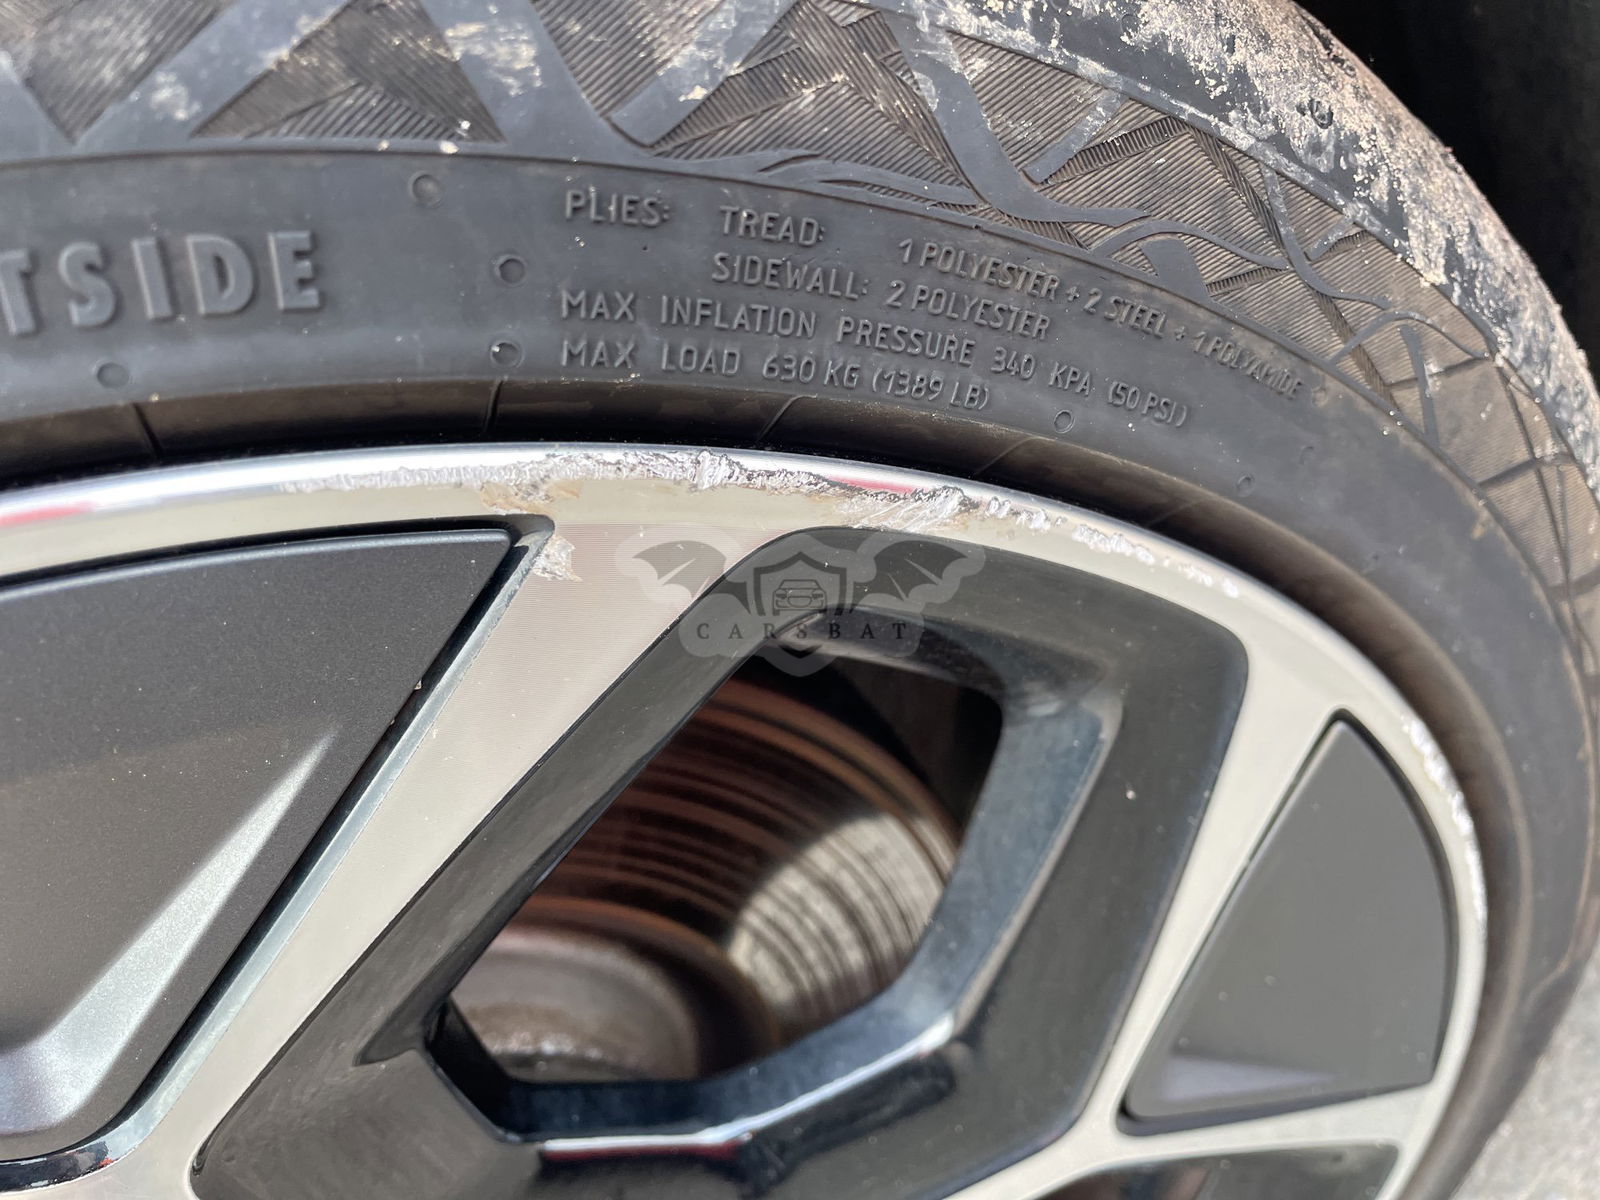 TSIDE
PLIES: TREAD: 1 POLYESTER + 2 STEEL + 1 POLYAMIDE
SIDEWALL: 2 POLYESTER
MAX INFLATION PRESSURE 340 KPA (50 PSI)
MAX LOAD 630 KG (1389 LB)
CARSBAT